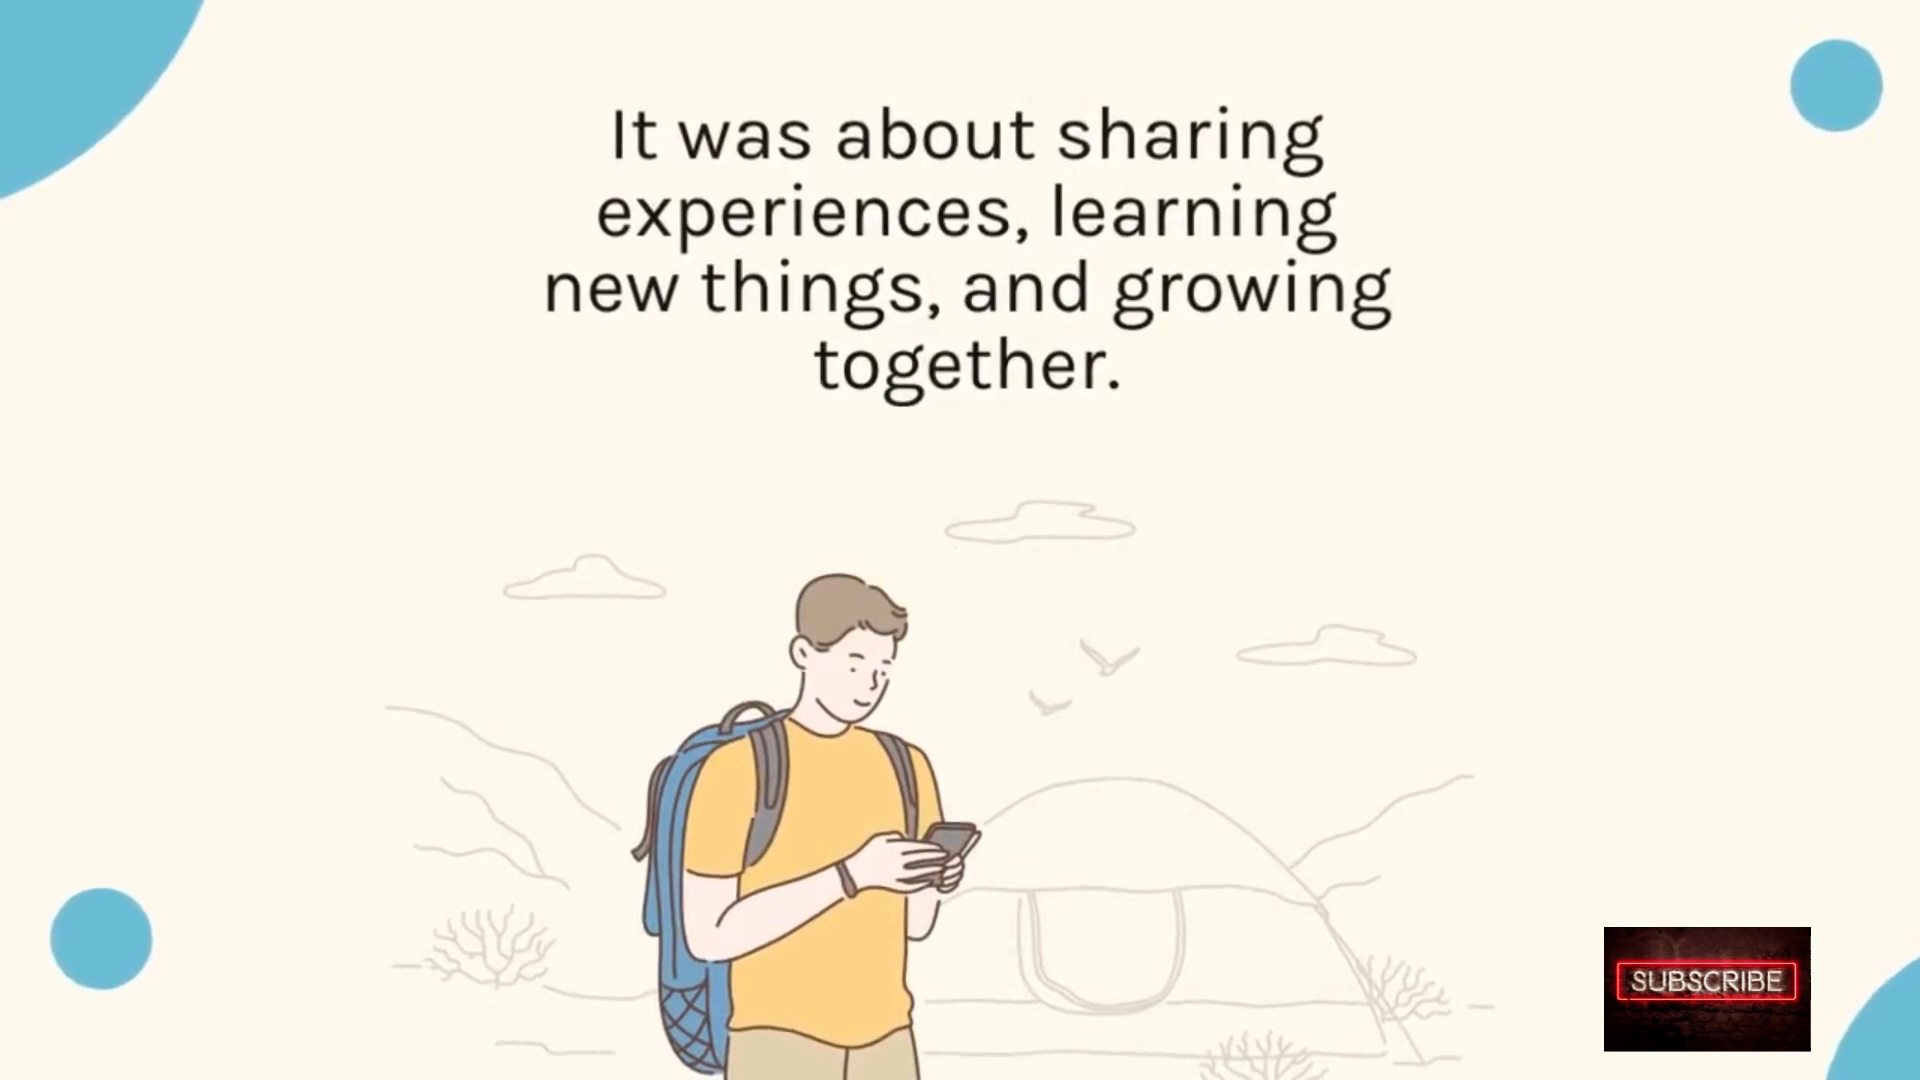 It was about sharing
experiences, learning
new things, and growing
together.
SUBSCRIBE